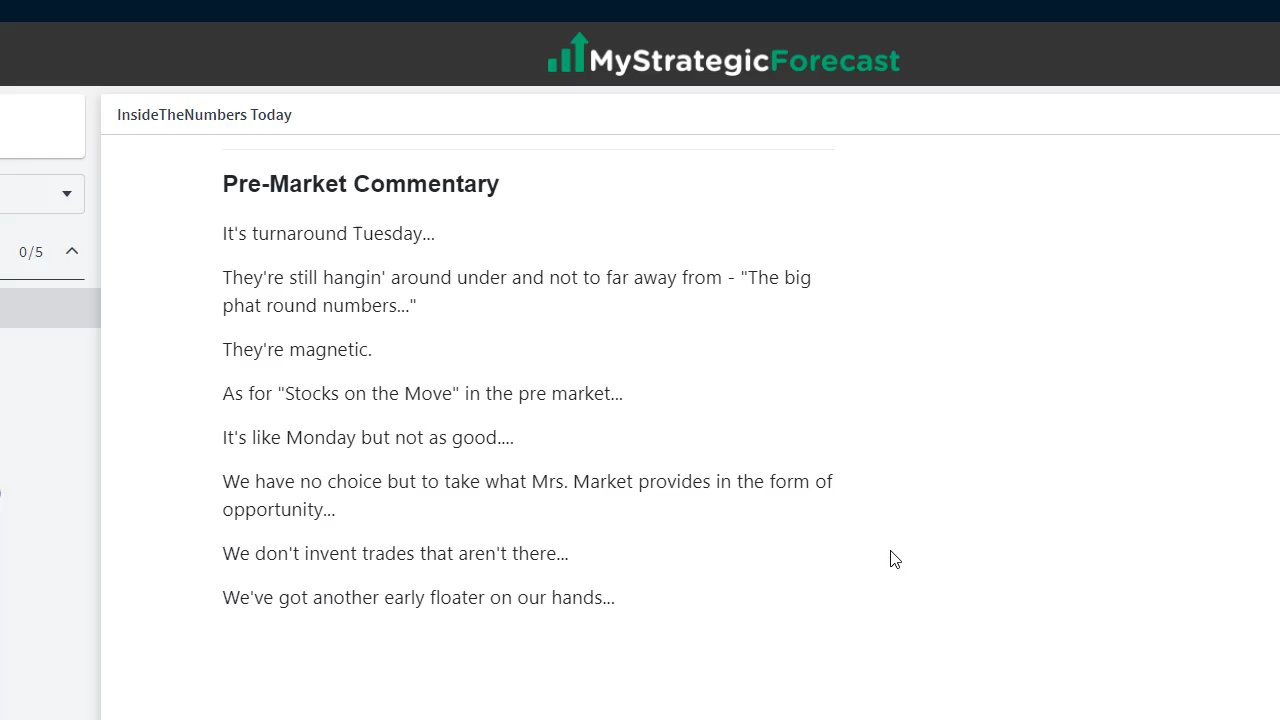 MyStrategicForecast
InsideTheNumbers Today
0/5
Pre-Market Commentary
It's turnaround Tuesday...
They're still hangin' around under and not to far away from - "The big
phat round numbers..."
They're magnetic.
As for "Stocks on the Move" in the pre market...
It's like Monday but not as good....
We have no choice but to take what Mrs. Market provides in the form of
opportunity...
We don't invent trades that aren't there...
We've got another early floater on our hands...